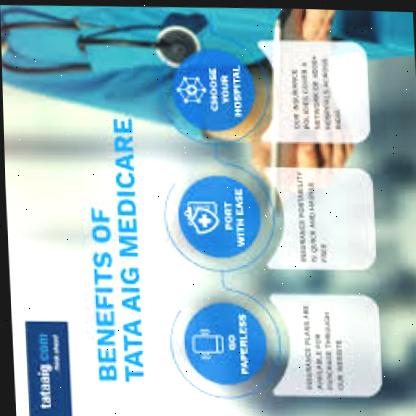 tataaig.com
BENEFITS OF
TATA AIG MEDICARE
GO
PAPERLESS
INSURANCE PLANS ARE
AVAILABLE FOR
PURCHASE THROUGH
OUR WEBSITE
PORT
WITH EASE
INSURANCE PORTABILITY
IS QUICK AND HASSLE
FREE
CHOOSE
YOUR
HOSPITAL
OUR INSURANCE
POLICIES COVER A
NETWORK OF
HOSPITALS ACROSS
INDIA